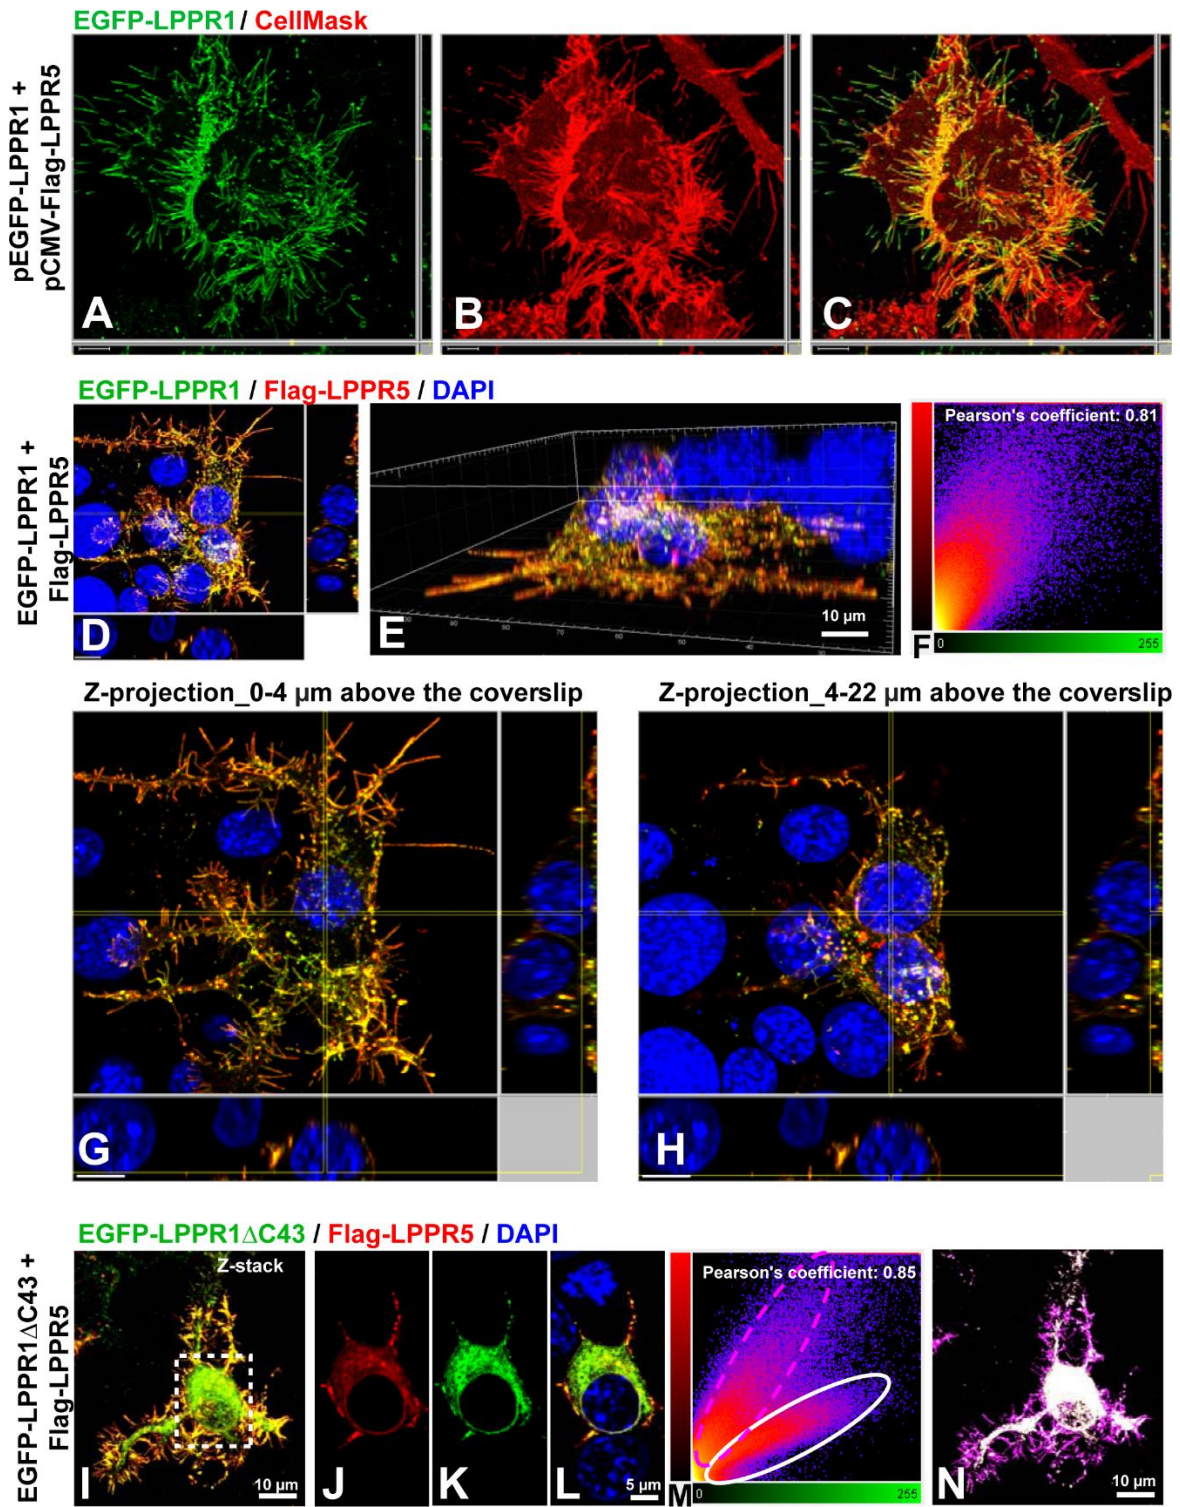 EGFP-LPPR1 / CellMask
pEGFP-LPPR1 +
pCMV-Flag-LPPR5
A
B
C
EGFP-LPPR1 / Flag-LPPR5 / DAPI
EGFP-LPPR1 +
Flag-LPPR5
D
E
10 µm
Pearson's coefficient: 0.81
F
0
255
Z-projection_0-4 µm above the coverslip
Z-projection_4-22 µm above the coverslip
G
H
EGFP-LPPR1ΔC43 / Flag-LPPR5 / DAPI
EGFP-LPPR1ΔC43 +
Flag-LPPR5
Z-stack
I
10 µm
J
K
L
5 µm
Pearson's coefficient: 0.85
M
0
255
N
10 µm